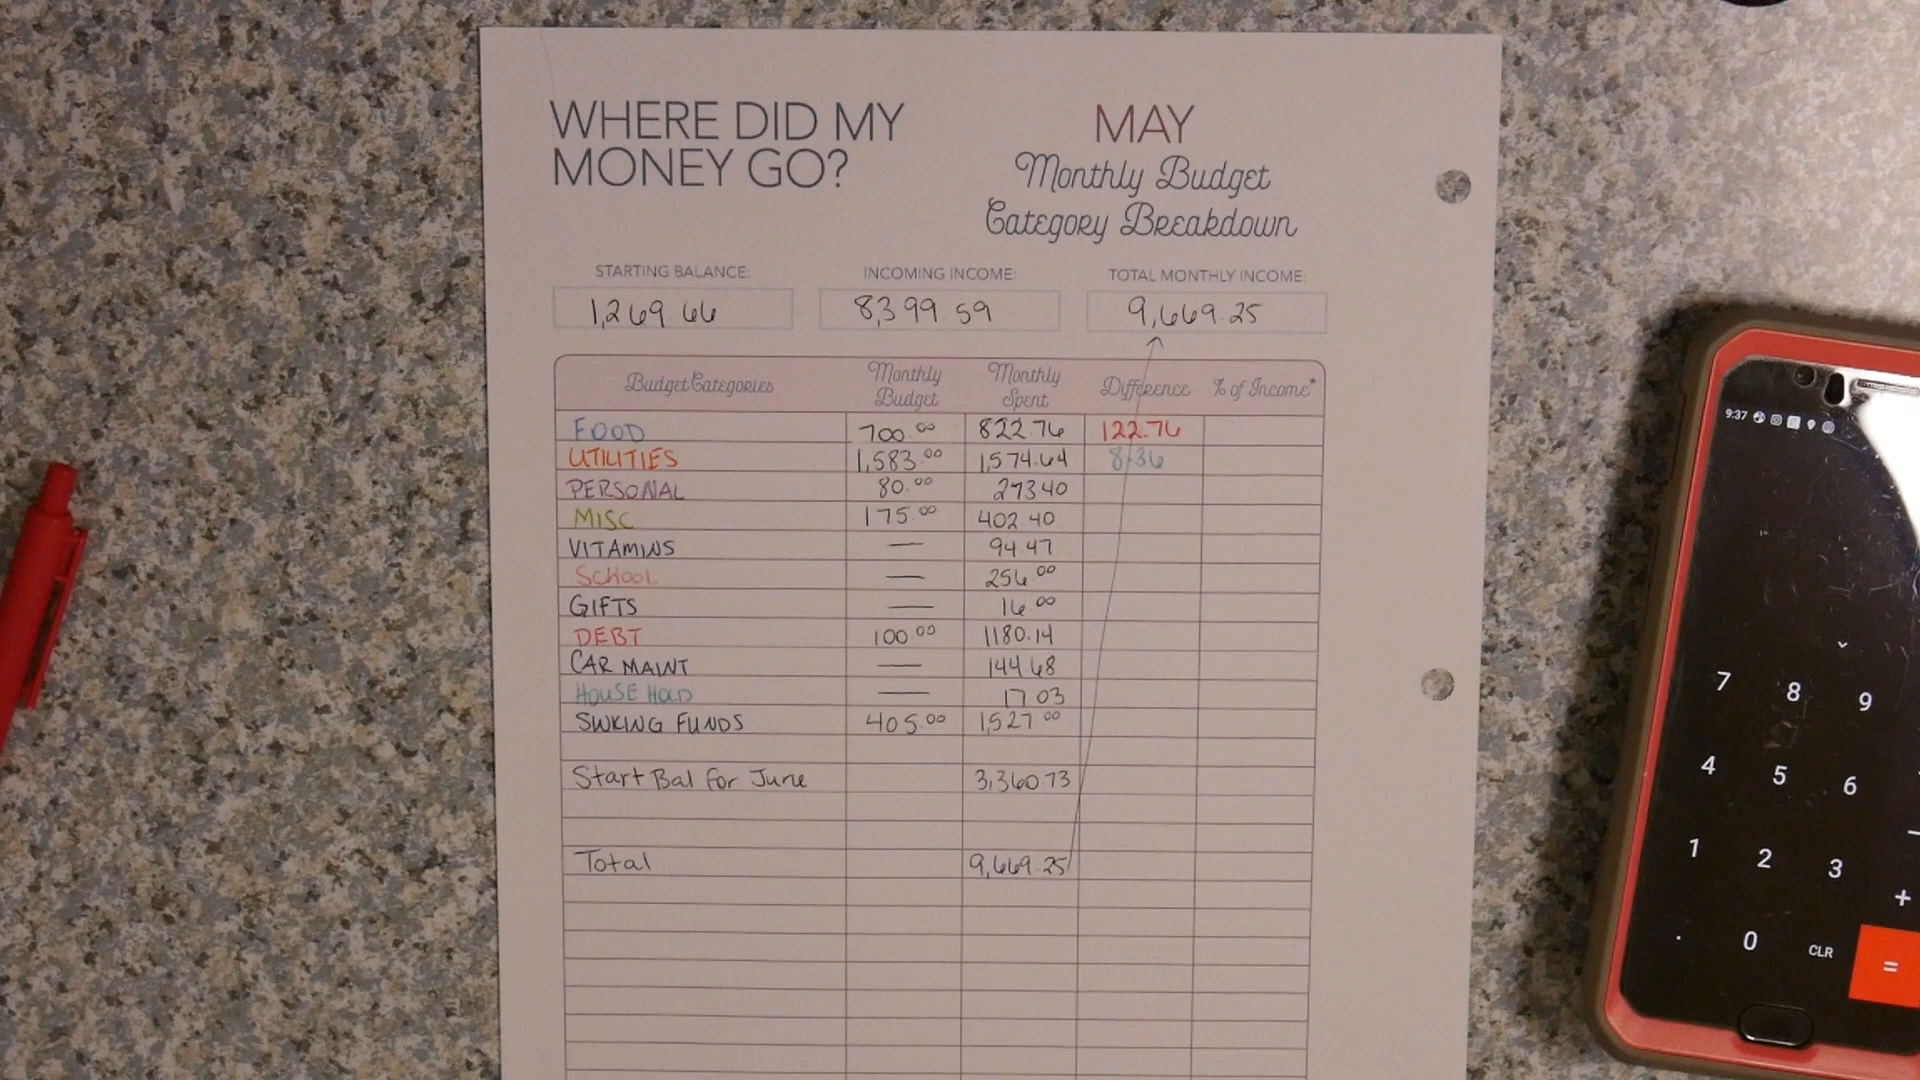 WHERE DID MY
MONEY GO?
MAY
Monthly Budget
Category Breakdown
STARTING BALANCE: INCOMING INCOME: TOTAL MONTHLY INCOME:
1,269 66 8,399 59 9,669.25
Budget Categories Monthly Budget Monthly Spent Difference % of Income*
FOOD 700.00 822.76 122.76
UTILITIES 1,583.00 1,574.64 8.36
PERSONAL 80.00 273 40
MISC 175.00 402.40
VITAMINS — 94.47
SCHOOL — 256 00
GIFTS — 16.00
DEBT 100 00 1180.14
CAR MAINT — 144.68
HOUSE HOLD — 17.03
SINKING FUNDS 405.00 1527 00
Start Bal for June 3,360.73
Total 9,669.25
9:37
7 8 9
4 5 6
1 2 3
+
. 0 CLR =